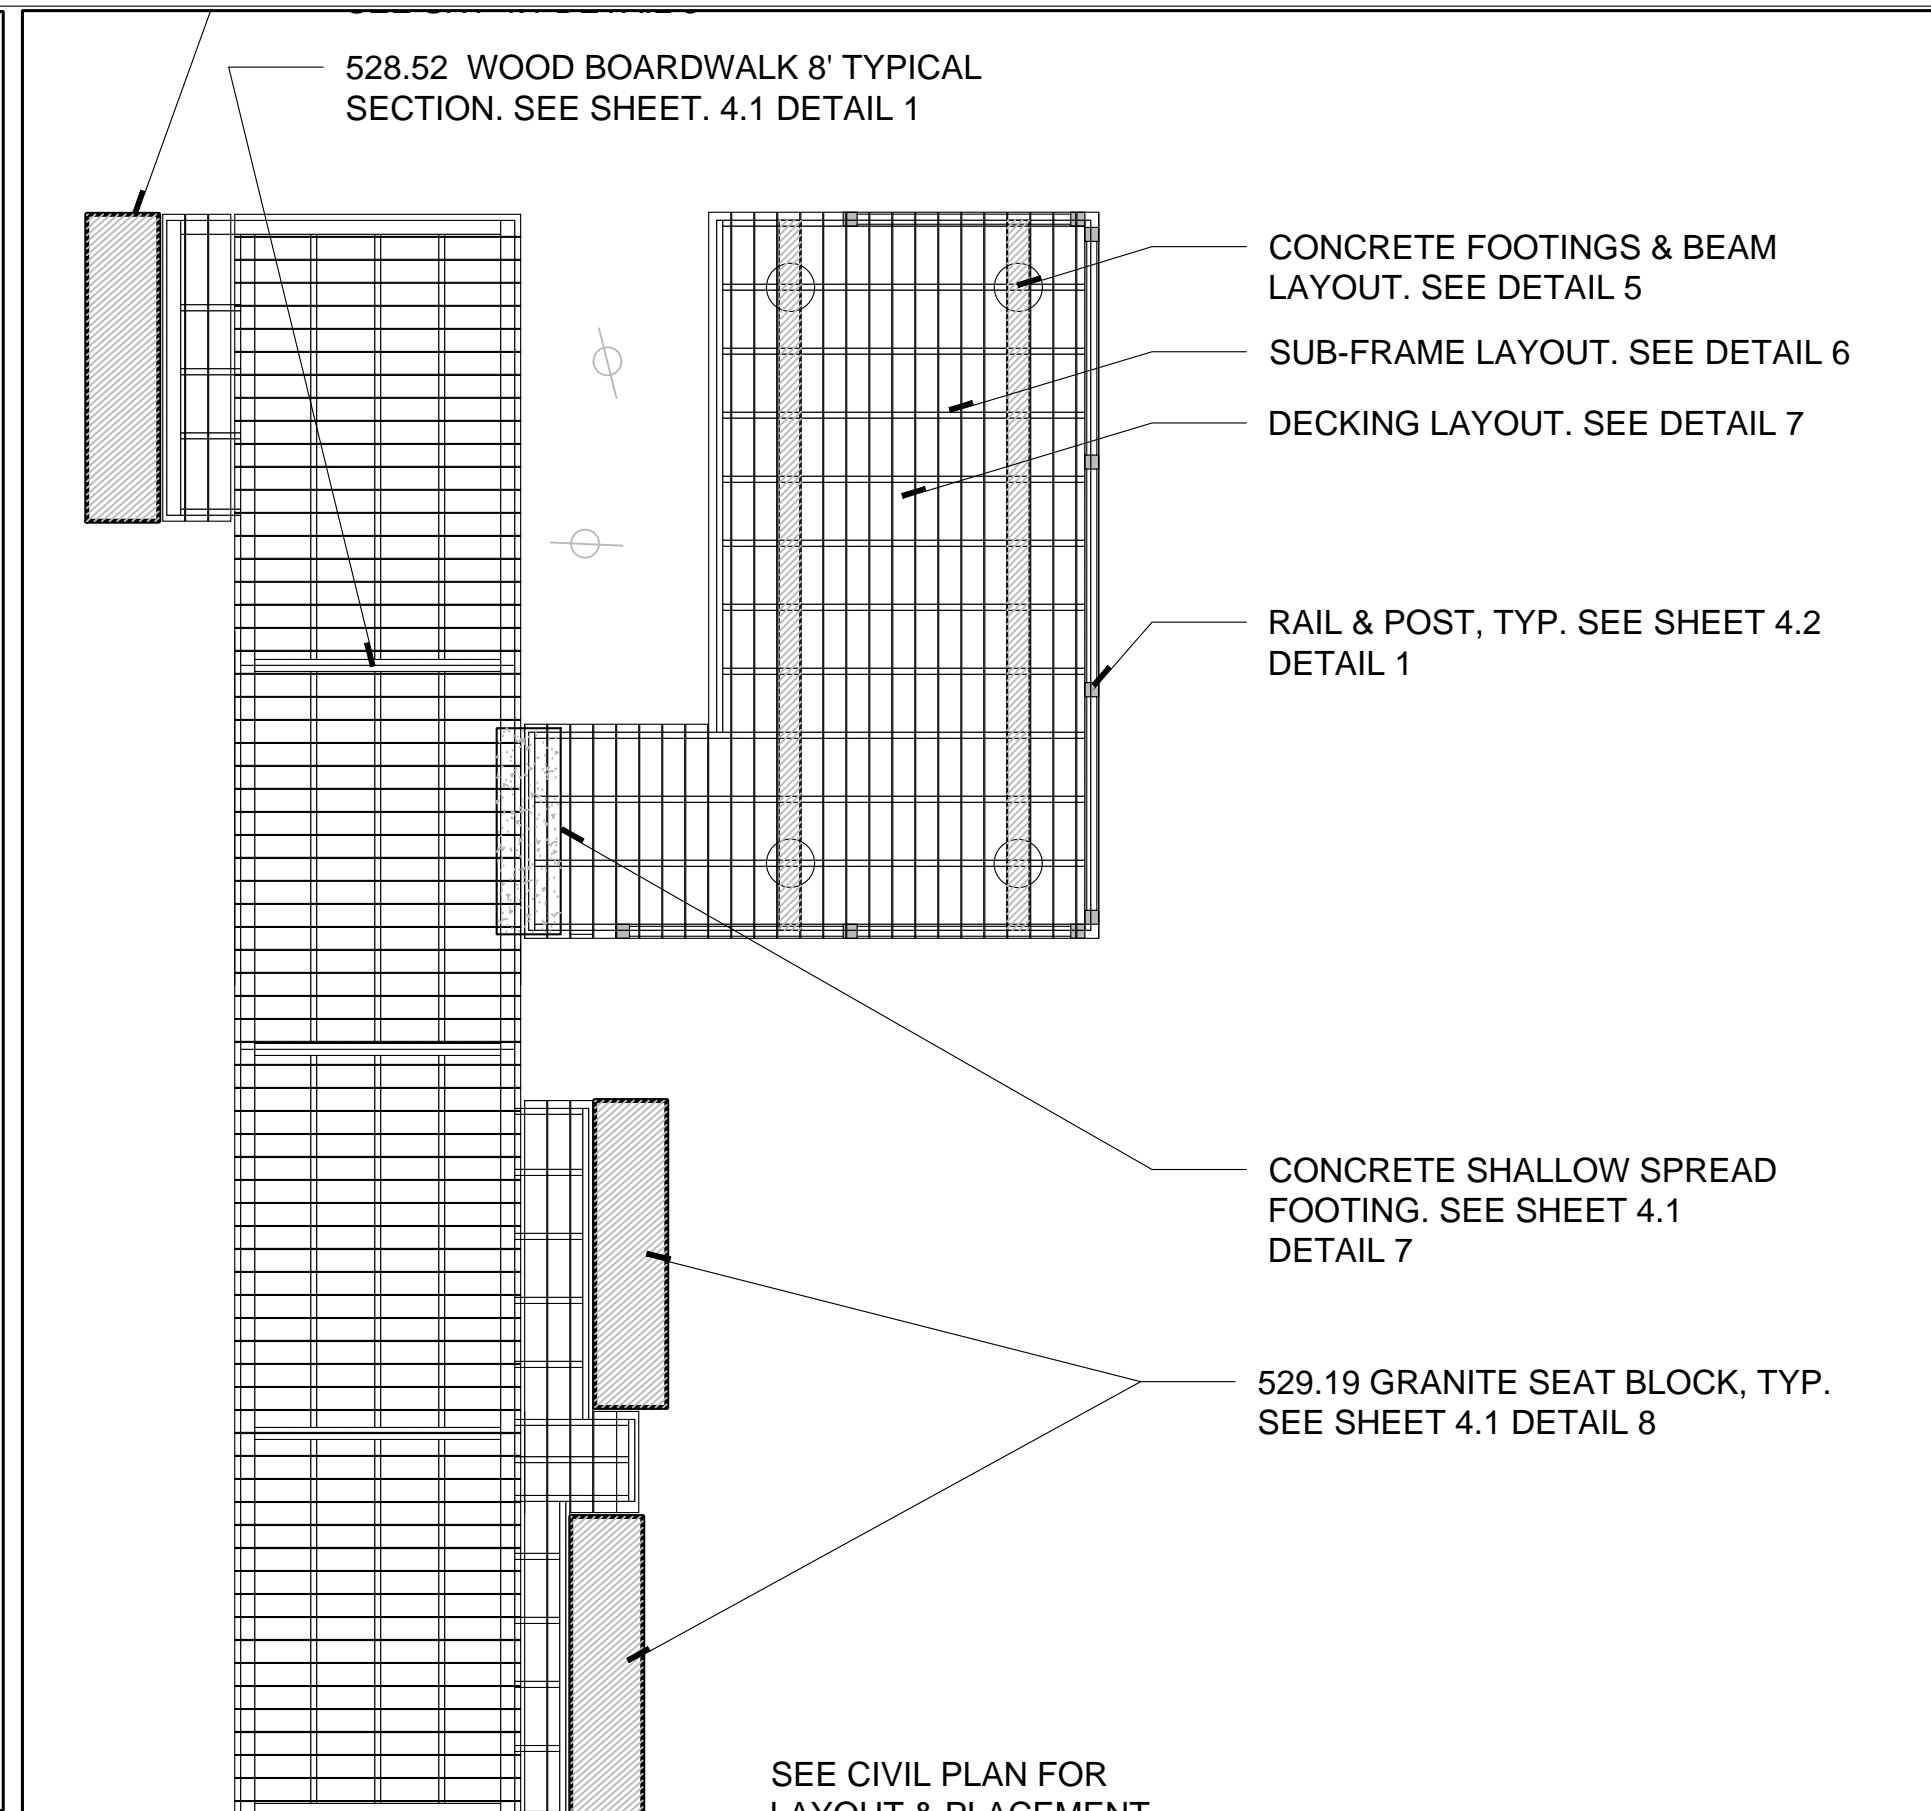 528.52 WOOD BOARDWALK 8' TYPICAL
SECTION. SEE SHEET. 4.1 DETAIL 1
CONCRETE FOOTINGS & BEAM
LAYOUT. SEE DETAIL 5
SUB-FRAME LAYOUT. SEE DETAIL 6
DECKING LAYOUT. SEE DETAIL 7
RAIL & POST, TYP. SEE SHEET 4.2
DETAIL 1
CONCRETE SHALLOW SPREAD
FOOTING. SEE SHEET 4.1
DETAIL 7
529.19 GRANITE SEAT BLOCK, TYP.
SEE SHEET 4.1 DETAIL 8
SEE CIVIL PLAN FOR
LAYOUT & PLACEMENT